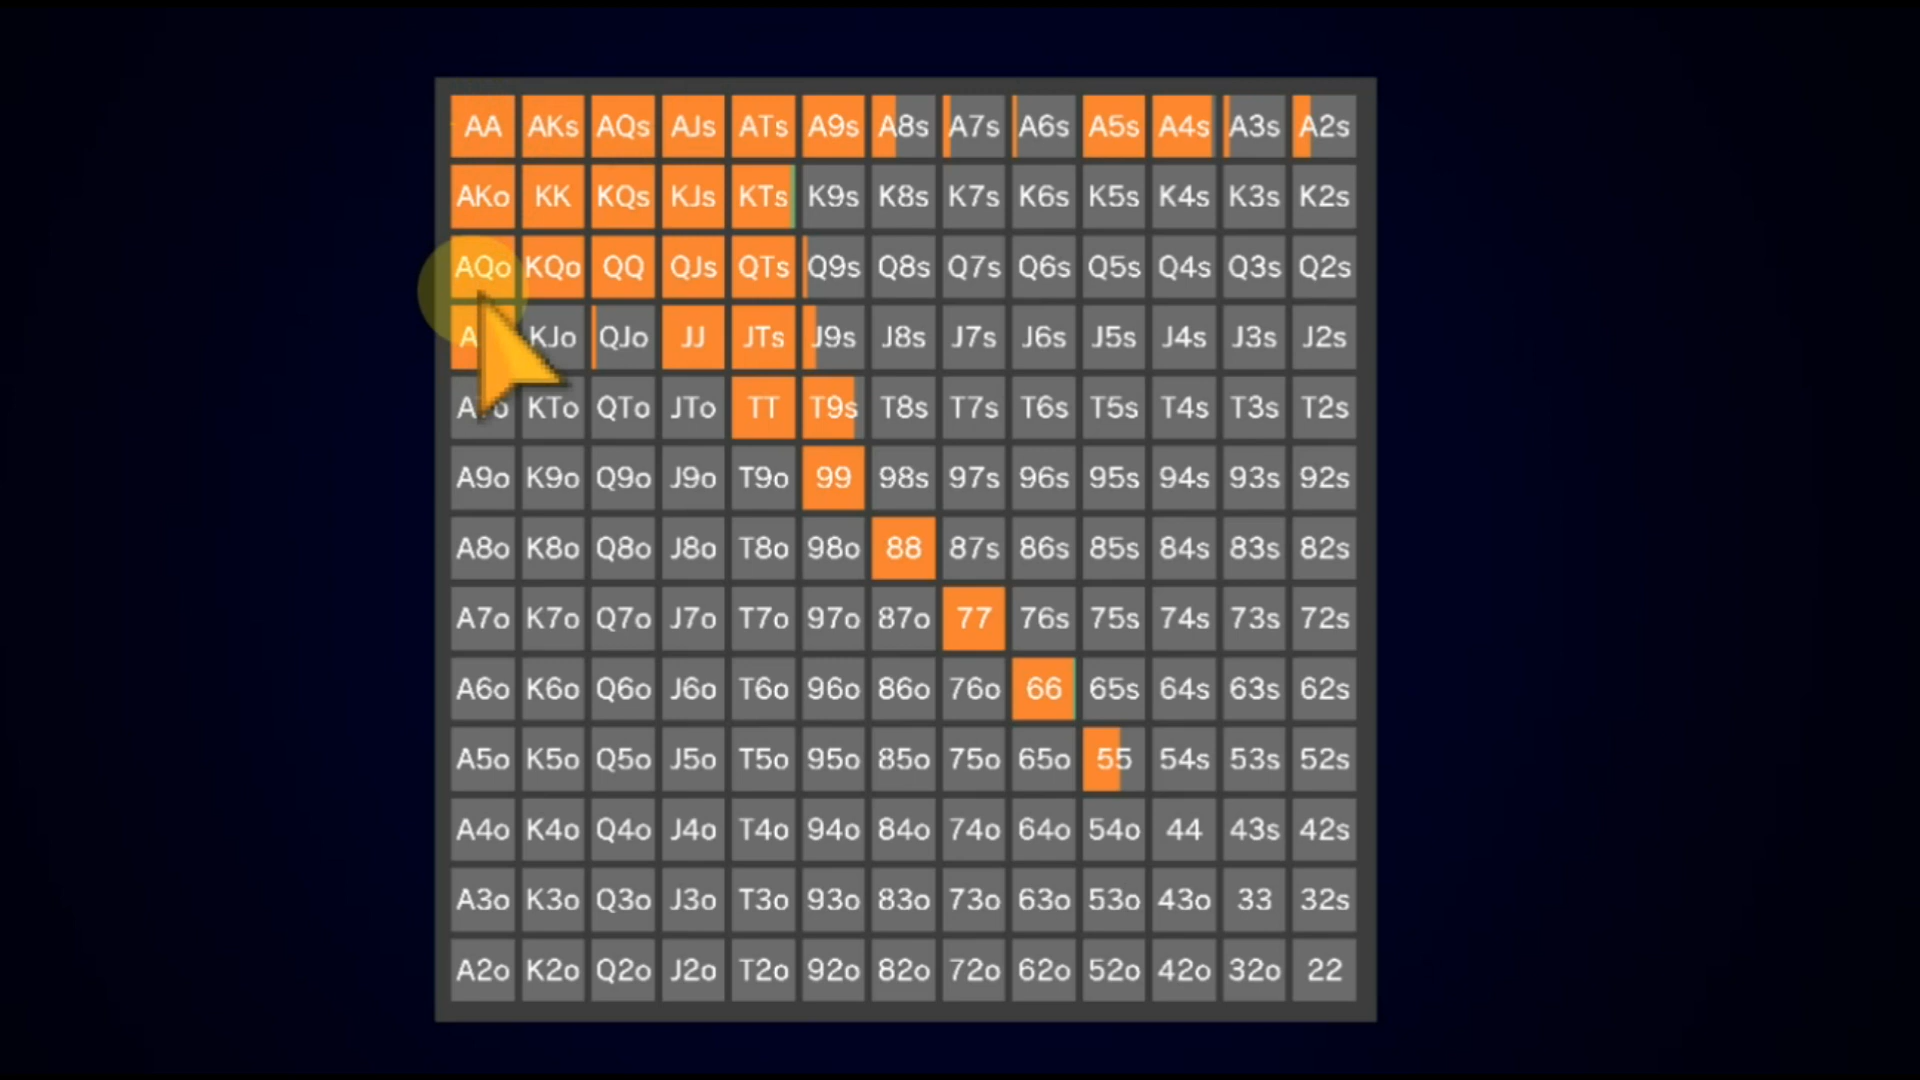 AA AKs AQs AJs ATs A9s A8s A7s A6s A5s A4s A3s A2s
AKo KK KQs KJs KTs K9s K8s K7s K6s K5s K4s K3s K2s
AQo KQo QQ QJs QTs Q9s Q8s Q7s Q6s Q5s Q4s Q3s Q2s
KJo QJo JJ JTs J9s J8s J7s J6s J5s J4s J3s J2s
KTo QTo JTo TT T9s T8s T7s T6s T5s T4s T3s T2s
A9o K9o Q9o J9o T9o 99 98s 97s 96s 95s 94s 93s 92s
A8o K8o Q8o J8o T8o 98o 88 87s 86s 85s 84s 83s 82s
A7o K7o Q7o J7o T7o 97o 87o 77 76s 75s 74s 73s 72s
A6o K6o Q6o J6o T6o 96o 86o 76o 66 65s 64s 63s 62s
A5o K5o Q5o J5o T5o 95o 85o 75o 65o 55 54s 53s 52s
A4o K4o Q4o J4o T4o 94o 84o 74o 64o 54o 44 43s 42s
A3o K3o Q3o J3o T3o 93o 83o 73o 63o 53o 43o 33 32s
A2o K2o Q2o J2o T2o 92o 82o 72o 62o 52o 42o 32o 22